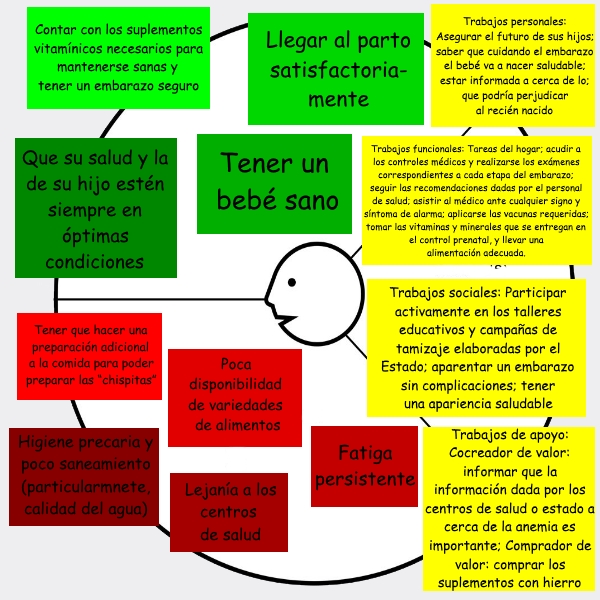 Contar con los suplementos
vitamínicos necesarios para
mantenerse sanas y
tener un embarazo seguro
Llegar al parto
satisfactoria-
mente
Trabajos personales:
Asegurar el futuro de sus hijos;
saber que cuidando el embarazo
el bebé va a nacer saludable;
estar informada a cerca de lo;
que podría perjudicar
al recién nacido
Que su salud y la
de su hijo estén
siempre en
óptimas
condiciones
Tener un
bebé sano
Trabajos funcionales: Tareas del hogar; acudir a
los controles médicos y realizarse los exámenes
correspondientes a cada etapa del embarazo;
seguir las recomendaciones dadas por el personal
de salud; asistir al médico ante cualquier signo y
síntoma de alarma; aplicarse las vacunas requeridas;
tomar las vitaminas y minerales que se entregan en
el control prenatal, y llevar una
alimentación adecuada.
Trabajos sociales: Participar
activamente en los talleres
educativos y campañas de
tamizaje elaboradas por el
Estado; aparentar un embarazo
sin complicaciones; tener
una apariencia saludable
Tener que hacer una
preparación adicional
a la comida para poder
preparar las "chispitas"
Poca
disponibilidad
de variedades
de alimentos
Higiene precaria y
poco saneamiento
(particularmnete,
calidad del agua)
Lejanía a los
centros
de salud
Fatiga
persistente
Trabajos de apoyo:
Cocreador de valor:
informar que la
información dada por los
centros de salud o estado a
cerca de la anemia es
importante; Comprador de
valor: comprar los
suplementos con hierro